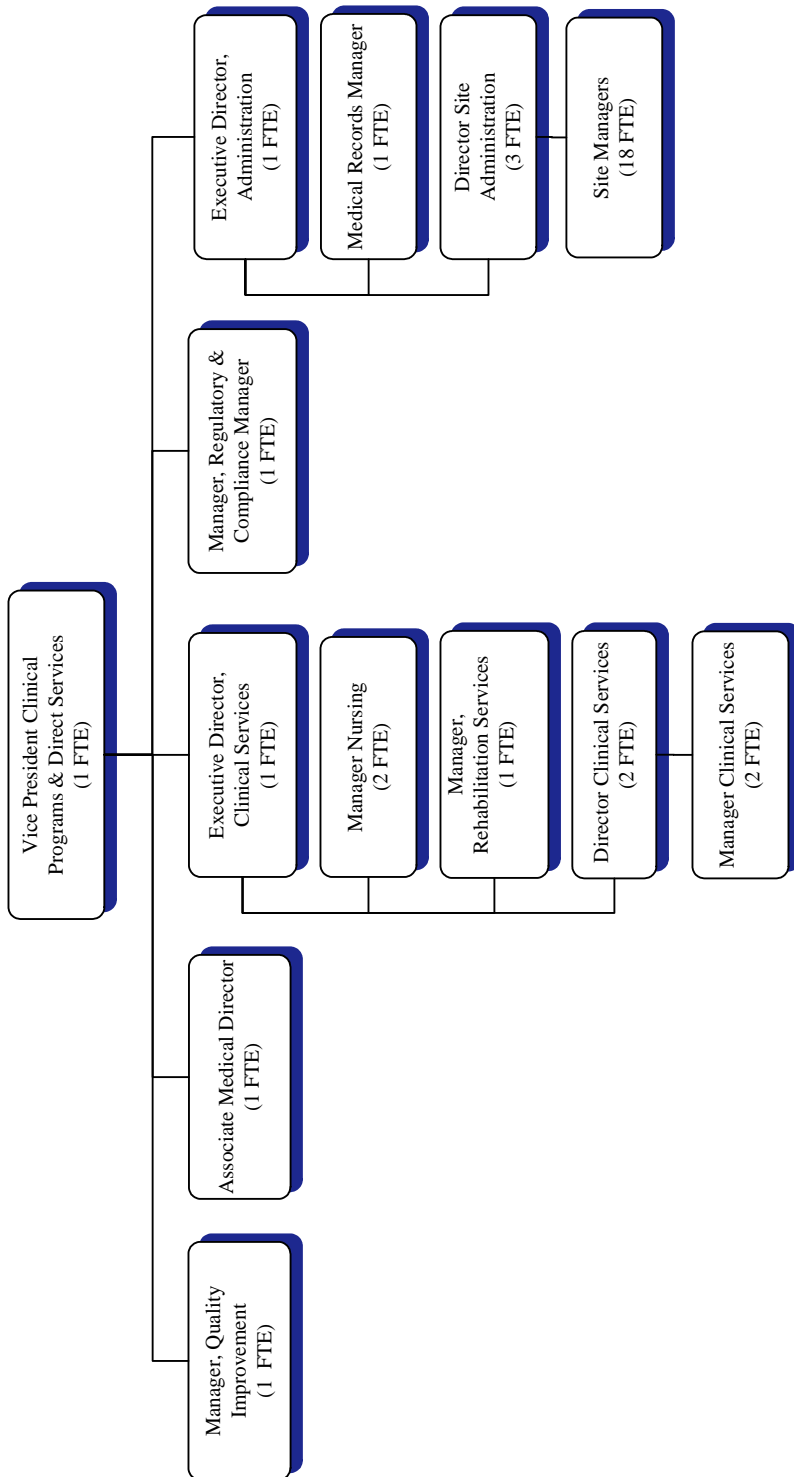 Vice President Clinical
Programs & Direct Services
(1 FTE)
Manager, Quality
Improvement
(1 FTE)
Associate Medical Director
(1 FTE)
Executive Director,
Clinical Services
(1 FTE)
Manager Nursing
(2 FTE)
Manager,
Rehabilitation Services
(1 FTE)
Director Clinical Services
(2 FTE)
Manager Clinical Services
(2 FTE)
Manager, Regulatory &
Compliance Manager
(1 FTE)
Executive Director,
Administration
(1 FTE)
Medical Records Manager
(1 FTE)
Director Site
Administration
(3 FTE)
Site Managers
(18 FTE)